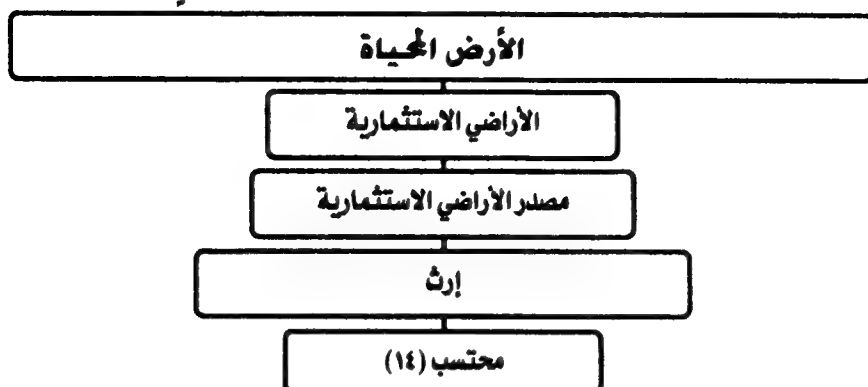 الأرض المحياة
الأراضي الاستثمارية
مصدر الأراضي الاستثمارية
إرث
محتسب (١٤)